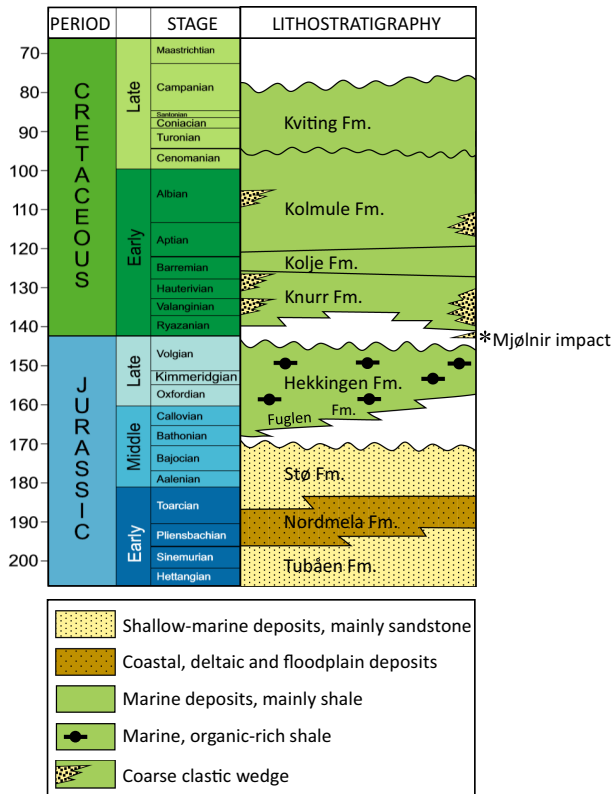 PERIOD STAGE LITHOSTRATIGRAPHY
70
80
90
100
110
120
130
140
150
160
170
180
190
200
CRETACEOUS
JURASSIC
Late
Early
Late
Middle
Early
Maastrichtian
Campanian
Santonian
Coniacian
Turonian
Cenomanian
Albian
Aptian
Barremian
Hauterivian
Valanginian
Ryazanian
Volgian
Kimmeridgian
Oxfordian
Callovian
Bathonian
Bajocian
Aalenian
Toarcian
Pliensbachian
Sinemurian
Hettangian
Kviting Fm.
Kolmule Fm.
Kolje Fm.
Knurr Fm.
*Mjølnir impact
Hekkingen Fm.
Fuglen Fm.
Stø Fm.
Nordmela Fm.
Tubåen Fm.
Shallow-marine deposits, mainly sandstone
Coastal, deltaic and floodplain deposits
Marine deposits, mainly shale
Marine, organic-rich shale
Coarse clastic wedge